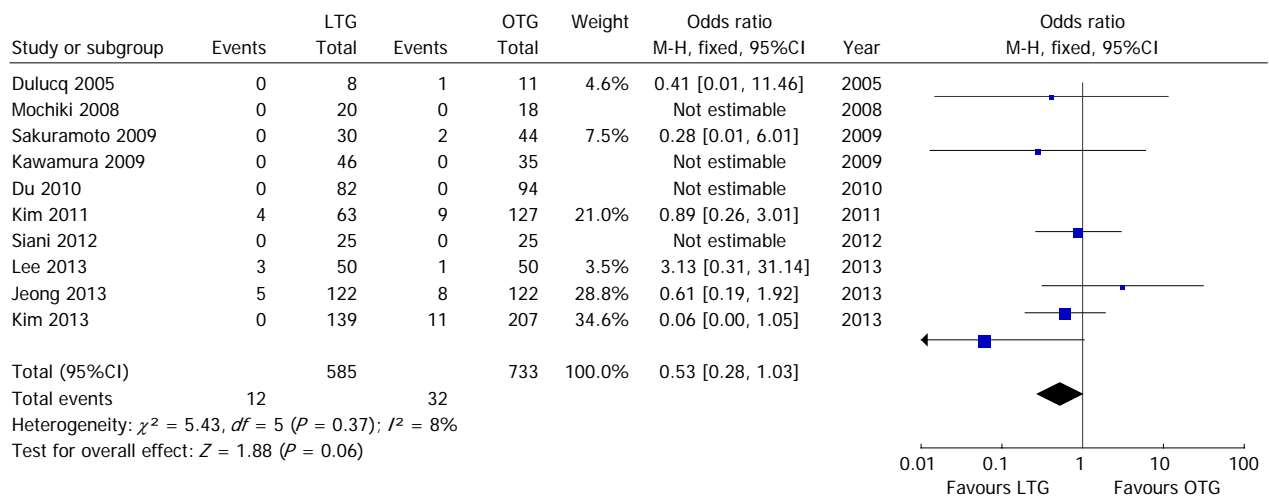 LTG OTG Weight Odds ratio Odds ratio
Study or subgroup Events Total Events Total M-H, fixed, 95%CI Year M-H, fixed, 95%CI
Dulucq 2005 0 8 1 11 4.6% 0.41 [0.01, 11.46] 2005
Mochiki 2008 0 20 0 18 Not estimable 2008
Sakuramoto 2009 0 30 2 44 7.5% 0.28 [0.01, 6.01] 2009
Kawamura 2009 0 46 0 35 Not estimable 2009
Du 2010 0 82 0 94 Not estimable 2010
Kim 2011 4 63 9 127 21.0% 0.89 [0.26, 3.01] 2011
Siani 2012 0 25 0 25 Not estimable 2012
Lee 2013 3 50 1 50 3.5% 3.13 [0.31, 31.14] 2013
Jeong 2013 5 122 8 122 28.8% 0.61 [0.19, 1.92] 2013
Kim 2013 0 139 11 207 34.6% 0.06 [0.00, 1.05] 2013
Total (95%CI) 585 733 100.0% 0.53 [0.28, 1.03]
Total events 12 32
Heterogeneity: χ² = 5.43, df = 5 (P = 0.37); I² = 8%
Test for overall effect: Z = 1.88 (P = 0.06)
0.01 0.1 1 10 100
Favours LTG Favours OTG